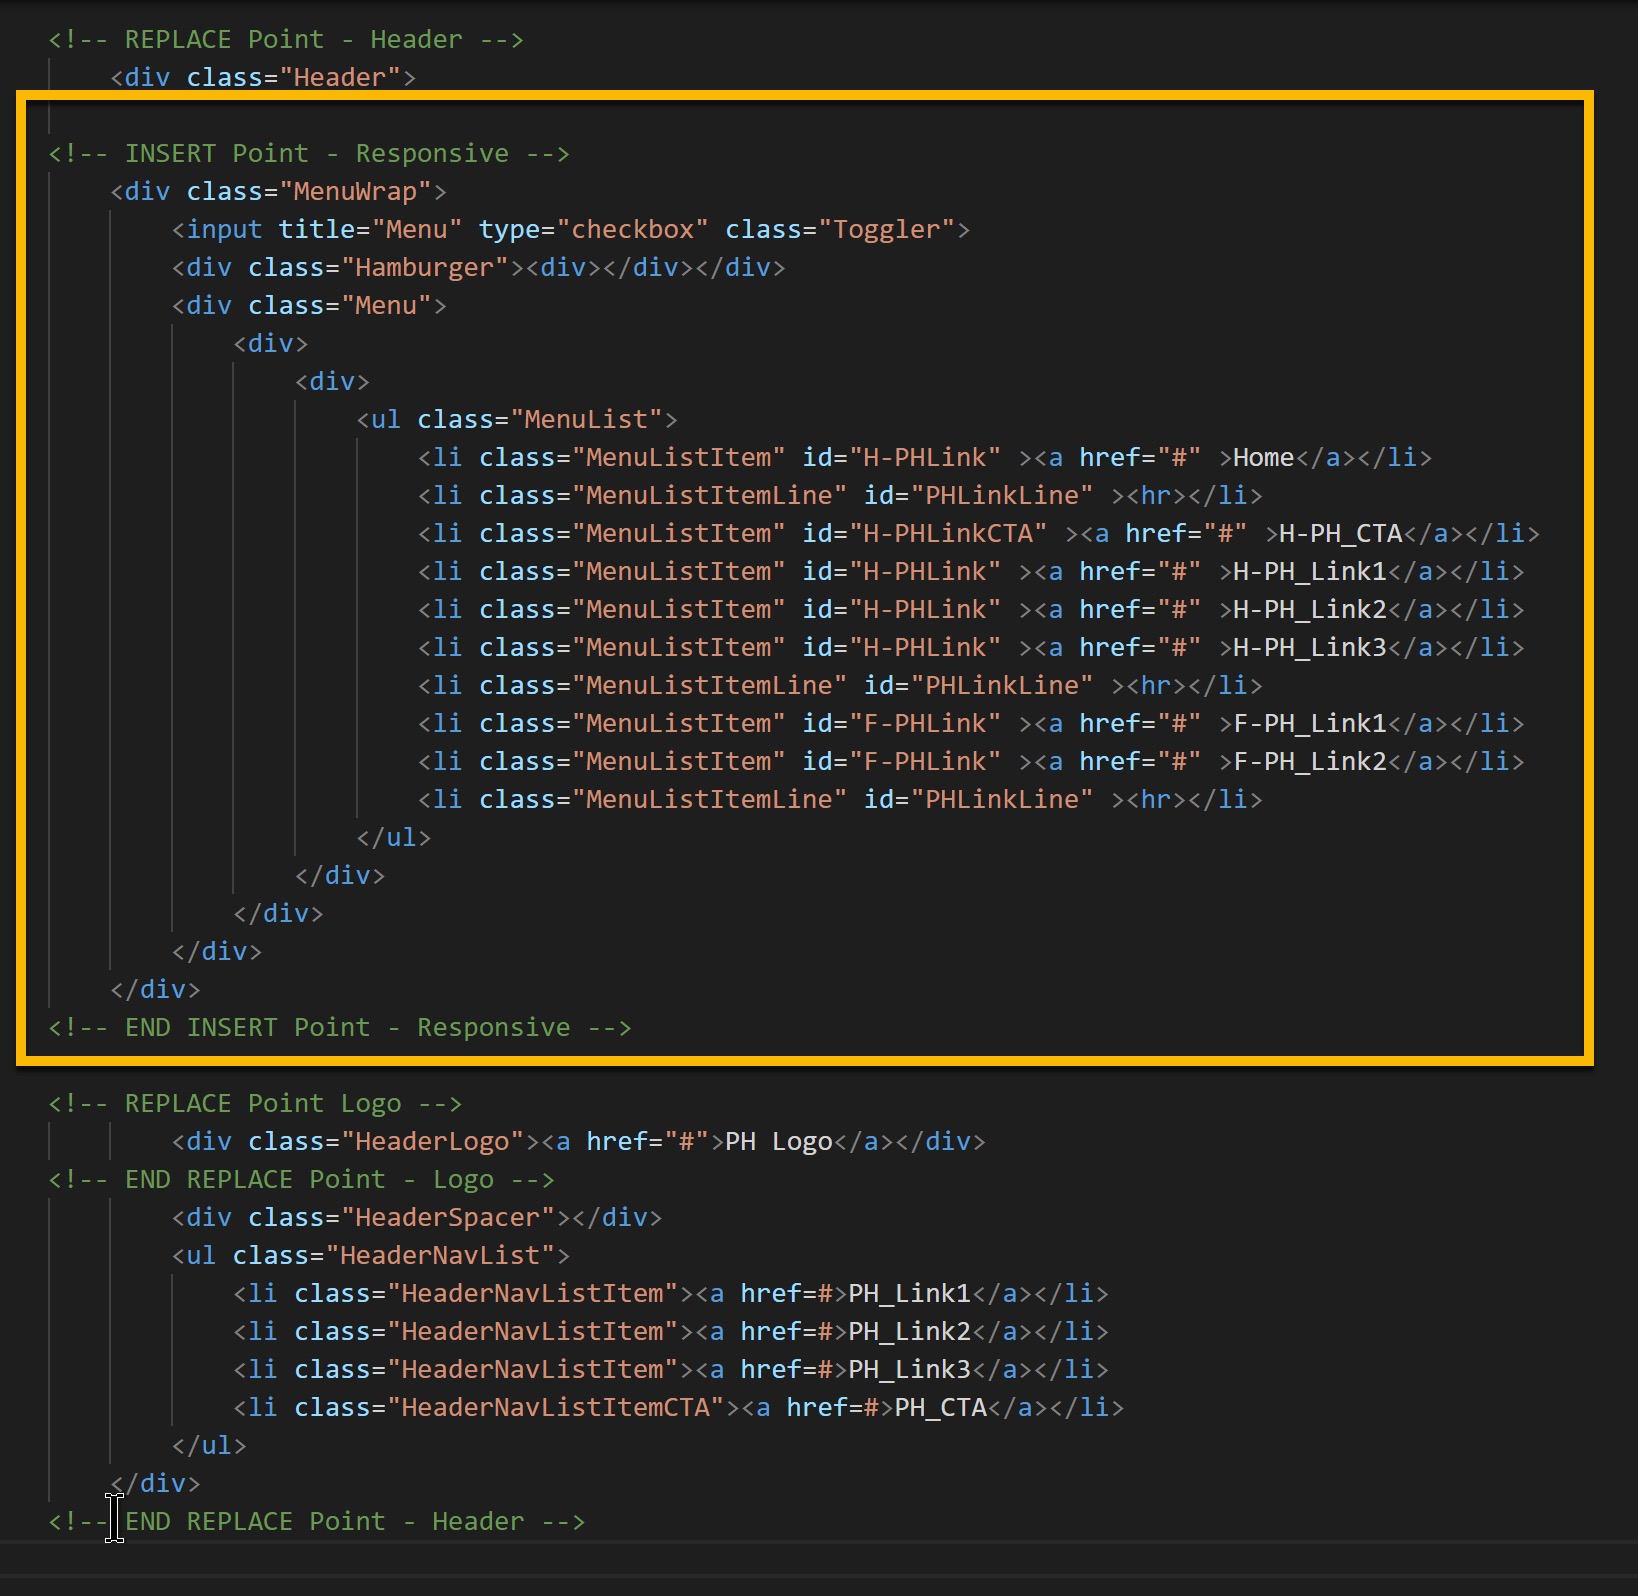 <!-- REPLACE Point - Header -->
<div class="Header">
<!-- INSERT Point - Responsive -->
<div class="MenuWrap">
<input title="Menu" type="checkbox" class="Toggler">
<div class="Hamburger"><div></div></div>
<div class="Menu">
<div>
<div>
<ul class="MenuList">
<li class="MenuListItem" id="H-PHLink" ><a href="#" >Home</a></li>
<li class="MenuListItemLine" id="PHLinkLine" ><hr></li>
<li class="MenuListItem" id="H-PHLinkCTA" ><a href="#" >H-PH_CTA</a></li>
<li class="MenuListItem" id="H-PHLink" ><a href="#" >H-PH_Link1</a></li>
<li class="MenuListItem" id="H-PHLink" ><a href="#" >H-PH_Link2</a></li>
<li class="MenuListItem" id="H-PHLink" ><a href="#" >H-PH_Link3</a></li>
<li class="MenuListItemLine" id="PHLinkLine" ><hr></li>
<li class="MenuListItem" id="F-PHLink" ><a href="#" >F-PH_Link1</a></li>
<li class="MenuListItem" id="F-PHLink" ><a href="#" >F-PH_Link2</a></li>
<li class="MenuListItemLine" id="PHLinkLine" ><hr></li>
</ul>
</div>
</div>
</div>
</div>
<!-- END INSERT Point - Responsive -->
<!-- REPLACE Point Logo -->
<div class="HeaderLogo"><a href="#">PH Logo</a></div>
<!-- END REPLACE Point - Logo -->
<div class="HeaderSpacer"></div>
<ul class="HeaderNavList">
<li class="HeaderNavListItem"><a href=#>PH_Link1</a></li>
<li class="HeaderNavListItem"><a href=#>PH_Link2</a></li>
<li class="HeaderNavListItem"><a href=#>PH_Link3</a></li>
<li class="HeaderNavListItemCTA"><a href=#>PH_CTA</a></li>
</ul>
</div>
<!-- END REPLACE Point - Header -->